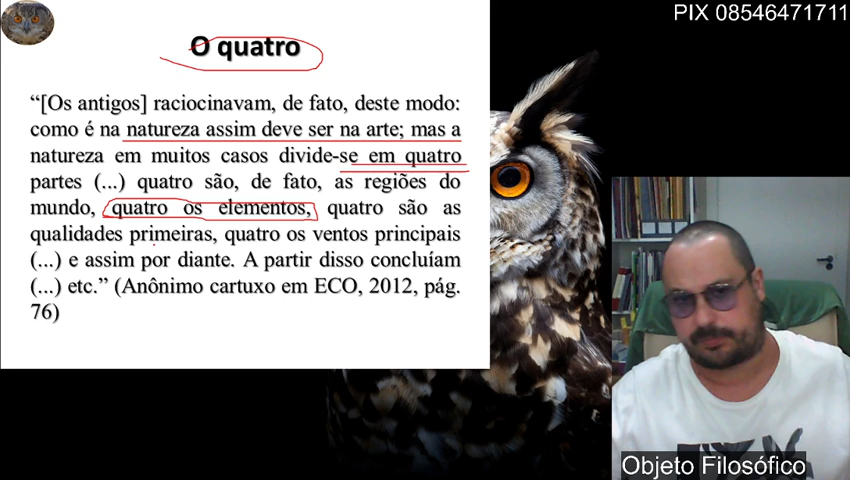 PIX 08546471711
O quatro
“[Os antigos] raciocinavam, de fato, deste modo:
como é na natureza assim deve ser na arte; mas a
natureza em muitos casos divide-se em quatro
partes (...) quatro são, de fato, as regiões do
mundo, quatro os elementos, quatro são as
qualidades primeiras, quatro os ventos principais
(...) e assim por diante. A partir disso concluíam
(...) etc.” (Anônimo cartuxo em ECO, 2012, pág.
76)
Objeto Filosófico